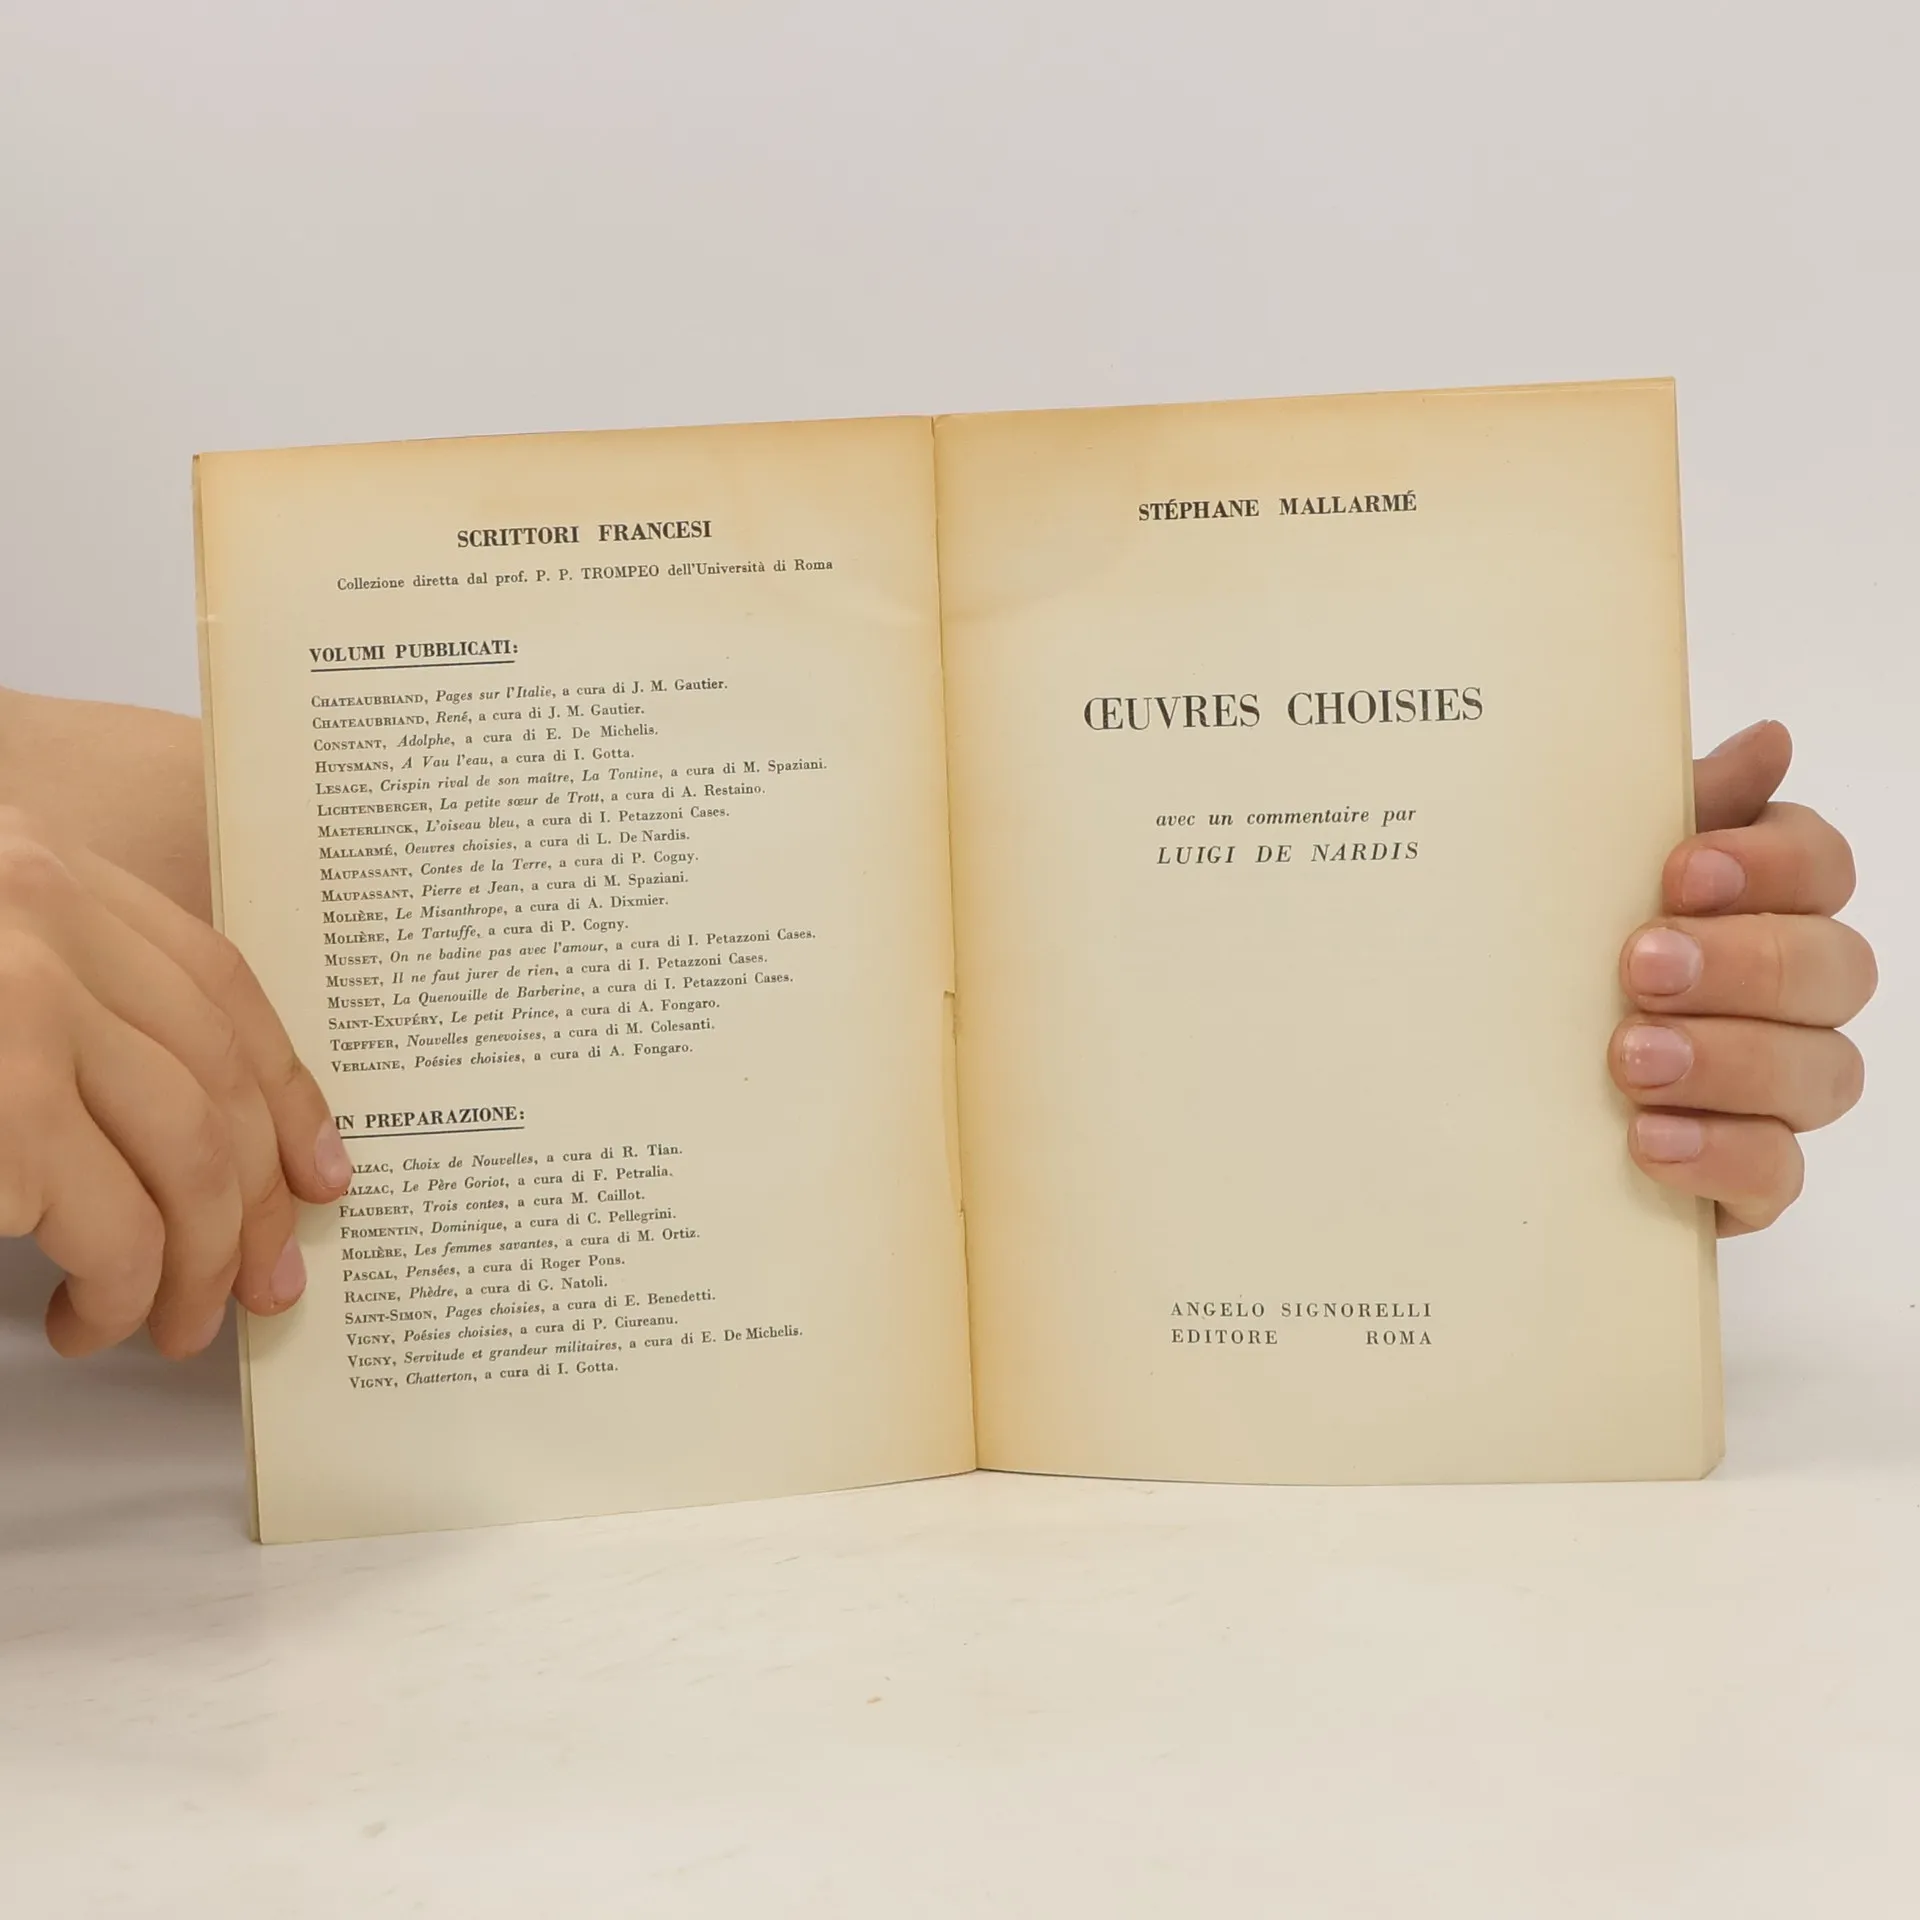 SCRITTORI FRANCESI
Collezione diretta dal prof. P. P. TROMPEO dell'Università di Roma
VOLUMI PUBBLICATI:
CHATEAUBRIAND, Pages sur l'Italie, a cura di J. M. Gautier.
CHATEAUBRIAND, René, a cura di J. M. Gautier.
CONSTANT, Adolphe, a cura di E. De Michelis.
HUYSMANS, A Vau l'eau, a cura di I. Gotta.
LESAGE, Crispin rival de son maître, La Tontine, a cura di M. Spaziani.
LICHTENBERGER, La petite sœur de Trott, a cura di A. Restaino.
MAETERLINCK, L'oiseau bleu, a cura di I. Petazzoni Cases.
MALLARMÉ, Oeuvres choisies, a cura di L. De Nardis.
MAUPASSANT, Contes de la Terre, a cura di P. Cogny.
MAUPASSANT, Pierre et Jean, a cura di M. Spaziani.
MOLIÈRE, Le Misanthrope, a cura di A. Dixmier.
MOLIÈRE, Le Tartuffe, a cura di P. Cogny.
MUSSET, On ne badine pas avec l'amour, a cura di I. Petazzoni Cases.
MUSSET, Il ne faut jurer de rien, a cura di I. Petazzoni Cases.
MUSSET, La Quenouille de Barberine, a cura di I. Petazzoni Cases.
SAINT-EXUPÉRY, Le petit Prince, a cura di A. Fongaro.
TŒPFFER, Nouvelles genevoises, a cura di M. Colesanti.
VERLAINE, Poésies choisies, a cura di A. Fongaro.
IN PREPARAZIONE:
ALZAC, Choix de Nouvelles, a cura di R. Tian.
BALZAC, Le Père Goriot, a cura di F. Petralia.
FLAUBERT, Trois contes, a cura M. Caillot.
FROMENTIN, Dominique, a cura di C. Pellegrini.
MOLIÈRE, Les femmes savantes, a cura di M. Ortiz.
PASCAL, Pensées, a cura di Roger Pons.
RACINE, Phèdre, a cura di G. Natoli.
SAINT-SIMON, Pages choisies, a cura di E. Benedetti.
VIGNY, Poésies choisies, a cura di P. Ciureanu.
VIGNY, Servitude et grandeur militaires, a cura di E. De Michelis.
VIGNY, Chatterton, a cura di I. Gotta.
STÉPHANE MALLARMÉ
ŒUVRES CHOISIES
avec un commentaire par
LUIGI DE NARDIS
ANGELO SIGNORELLI
EDITORE ROMA